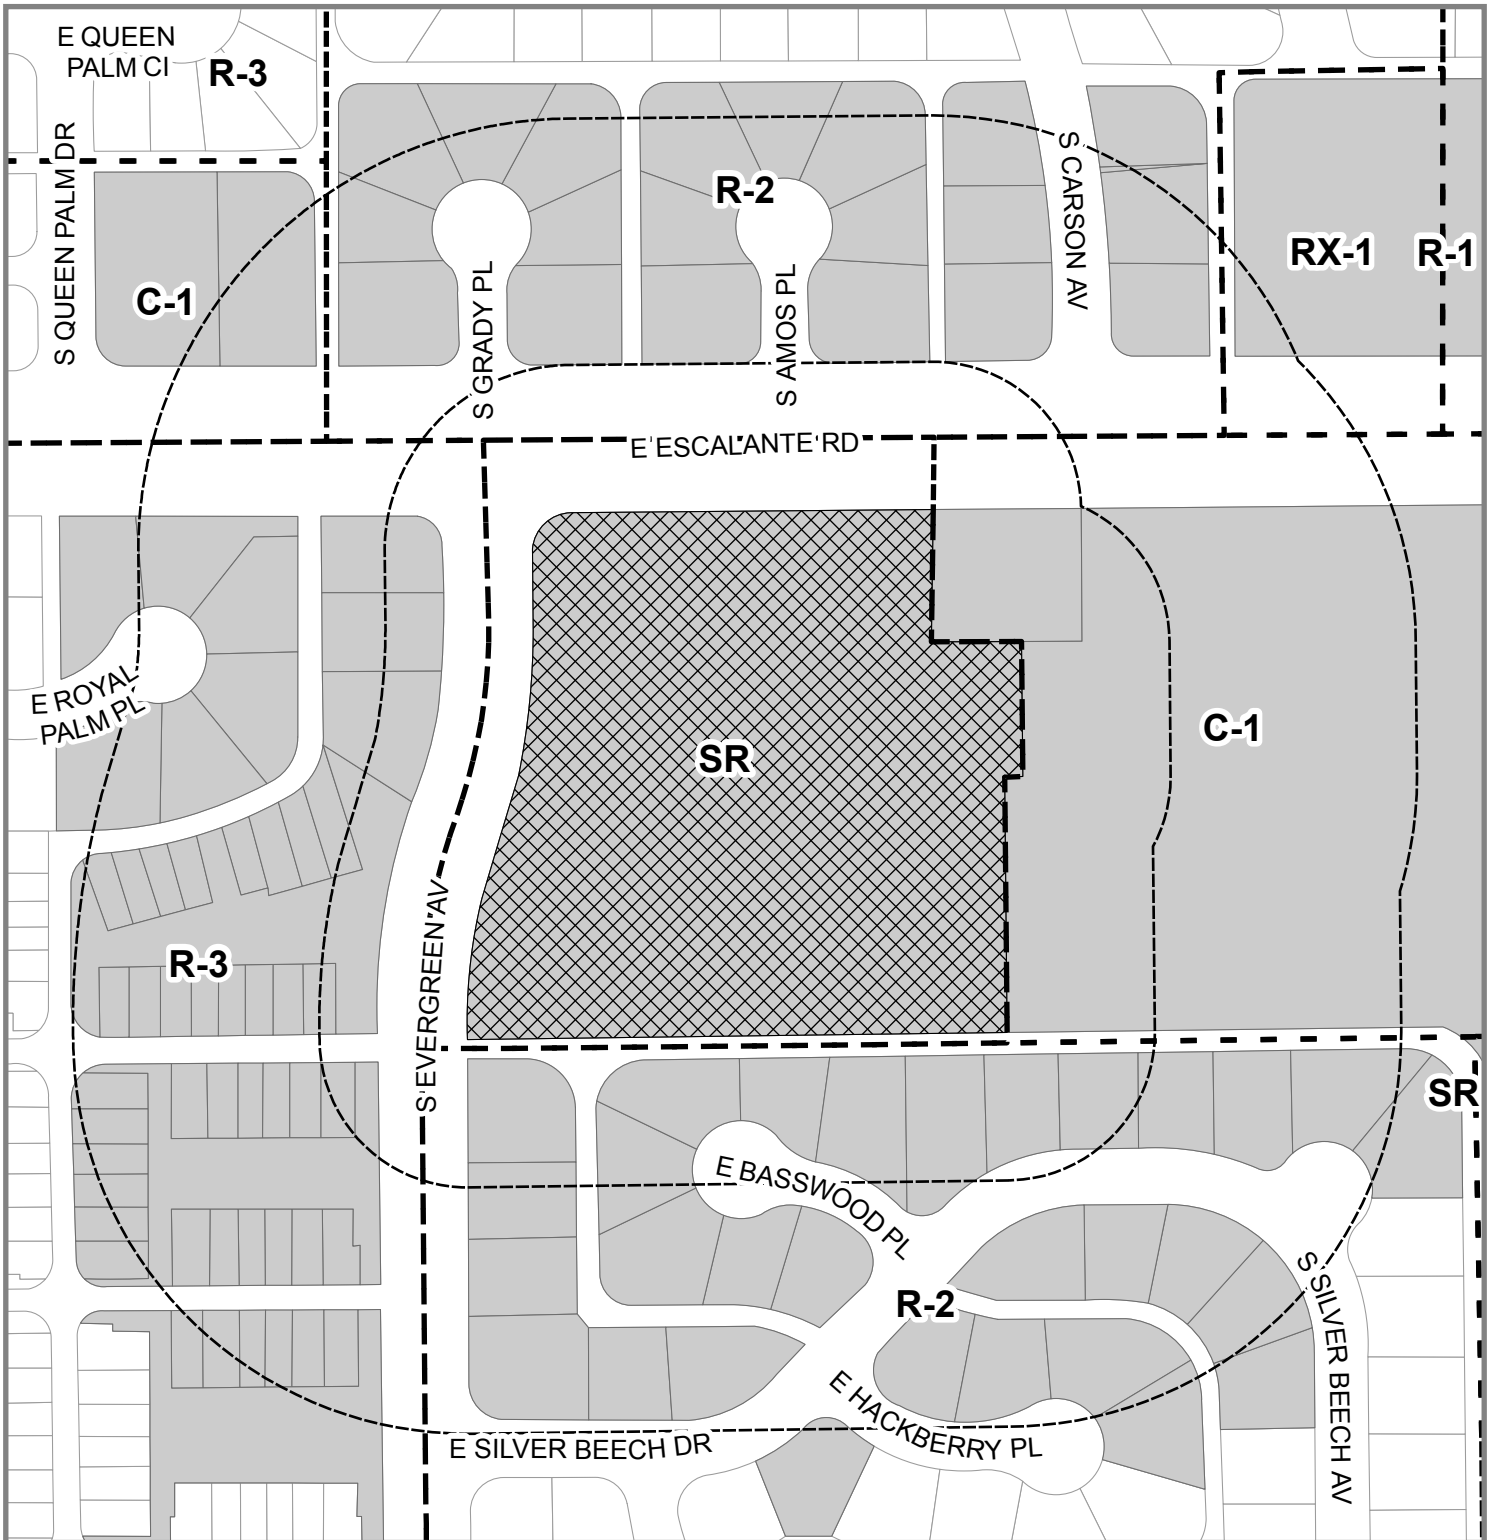 E QUEEN
PALM CI
R-3
S QUEEN PALM DR
C-1
S GRADY PL
R-2
S AMOS PL
S CARSON AV
RX-1
R-1
E ESCALANTE RD
E ROYAL
PALM PL
SR
C-1
R-3
S EVERGREEN AV
SR
E BASSWOOD PL
R-2
S SILVER BEECH AV
E HACKBERRY PL
E SILVER BEECH DR